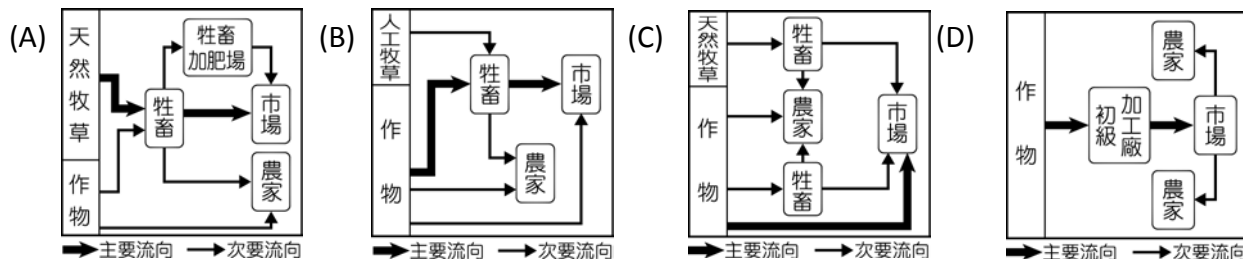 (A)
天然牧草
作物
牲畜
牲畜
加肥場
市場
農家
主要流向
次要流向
(B)
人工牧草
作物
牲畜
市場
農家
主要流向
次要流向
(C)
天然牧草
作物
牲畜
農家
牲畜
市場
主要流向
次要流向
(D)
作物
初級
加工廠
市場
農家
農家
主要流向
次要流向